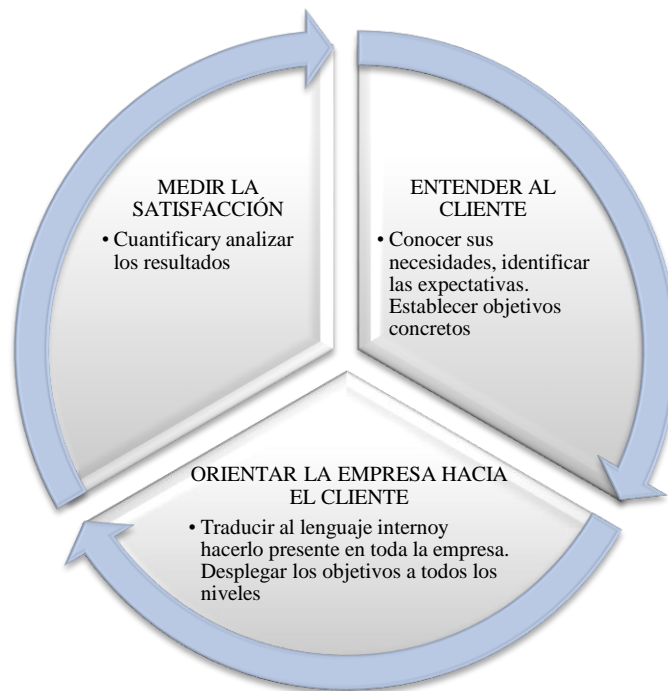 MEDIR LA
SATISFACCIÓN
• Cuantificary analizar
los resultados
ENTENDER AL
CLIENTE
• Conocer sus
necesidades, identificar
las expectativas.
Establecer objetivos
concretos
ORIENTAR LA EMPRESA HACIA
EL CLIENTE
• Traducir al lenguaje internoy
hacerlo presente en toda la empresa.
Desplegar los objetivos a todos los
niveles